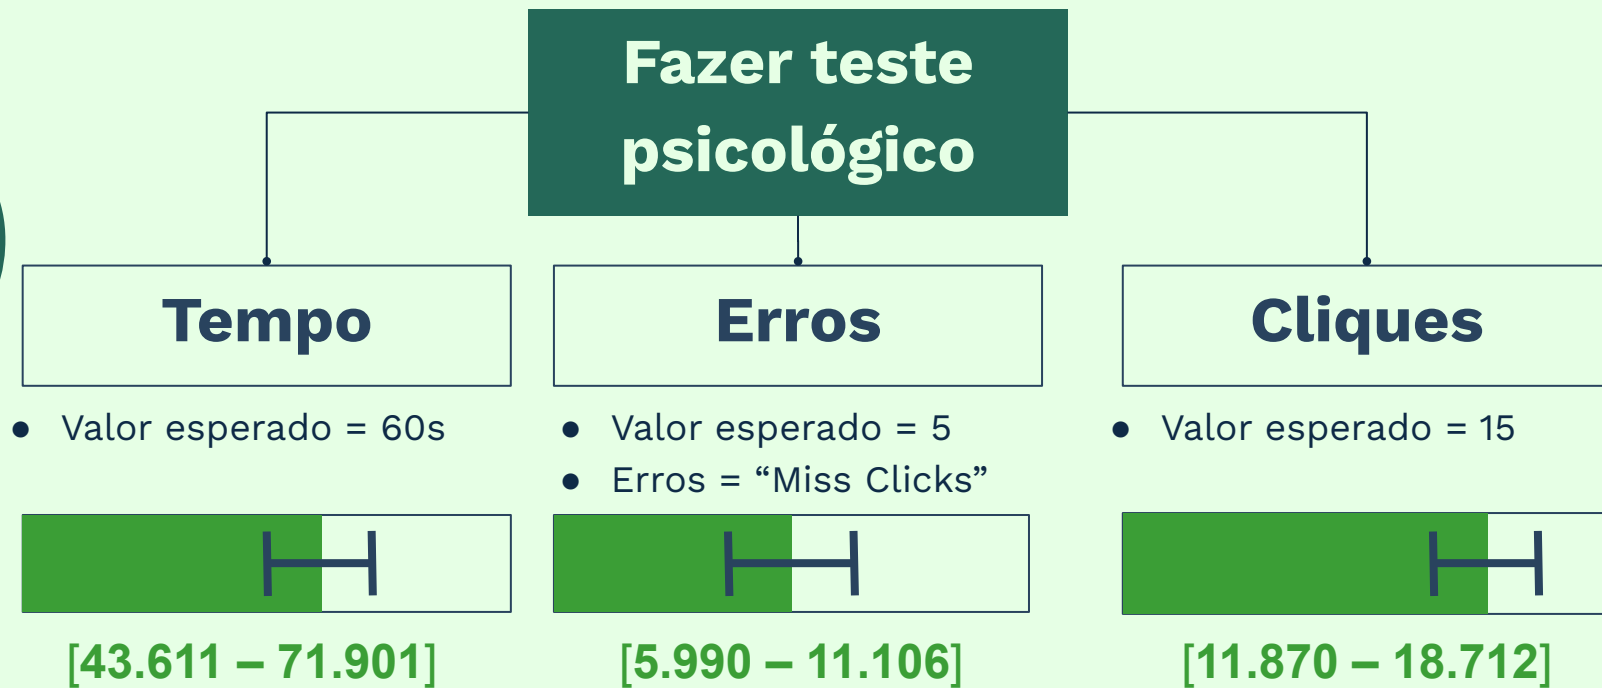 Fazer teste
psicológico
Tempo
Erros
Cliques
● Valor esperado = 60s
● Valor esperado = 5
● Erros = “Miss Clicks”
● Valor esperado = 15
[43.611 – 71.901]
[5.990 – 11.106]
[11.870 – 18.712]